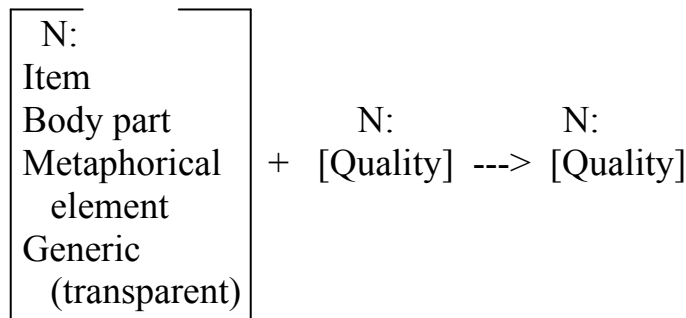 N:
Item
Body part N: N:
Metaphorical + [Quality] ---> [Quality]
element
Generic
(transparent)